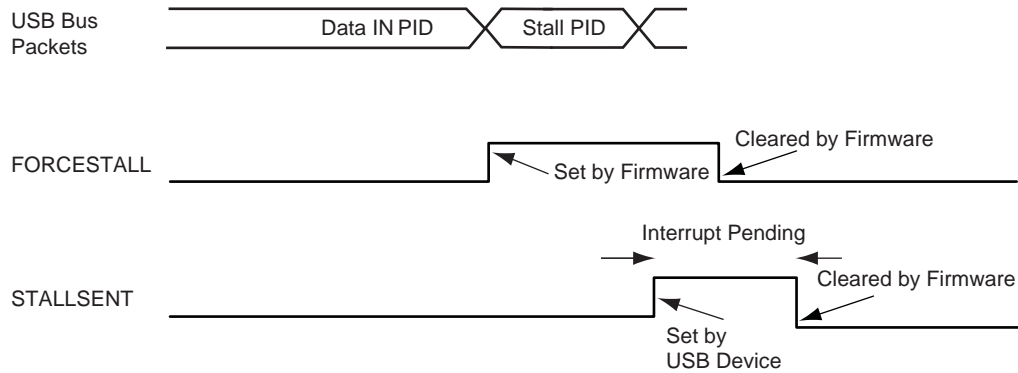 USB Bus
Packets
Data IN PID
Stall PID
FORCESTALL
Set by Firmware
Cleared by Firmware
Interrupt Pending
STALLSENT
Cleared by Firmware
Set by
USB Device